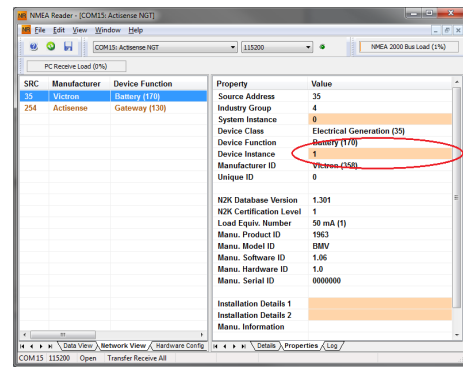 NMEA Reader - [COM15: Actisense NGT]
File Edit View Window Help
COM15: Actisense NGT 115200 NMEA 2000 Bus Load (1%)
PC Receive Load (0%)
SRC Manufacturer Device Function
35 Victron Battery (170)
254 Actisense Gateway (130)
Property Value
Source Address 35
Industry Group 4
System Instance 0
Device Class Electrical Generation (35)
Device Function Battery (170)
Device Instance 1
Manufacturer ID Victron (358)
Unique ID 0
N2K Database Version 1.301
N2K Certification Level 1
Load Equiv. Number 50 mA (1)
Manu. Product ID 1963
Manu. Model ID BMV
Manu. Software ID 1.06
Manu. Hardware ID 1.0
Manu. Serial ID 0000000
Installation Details 1
Installation Details 2
Manu. Information
Data View Network View Hardware Config Details Properties Log
COM 15 115200 Open Transfer Receive All